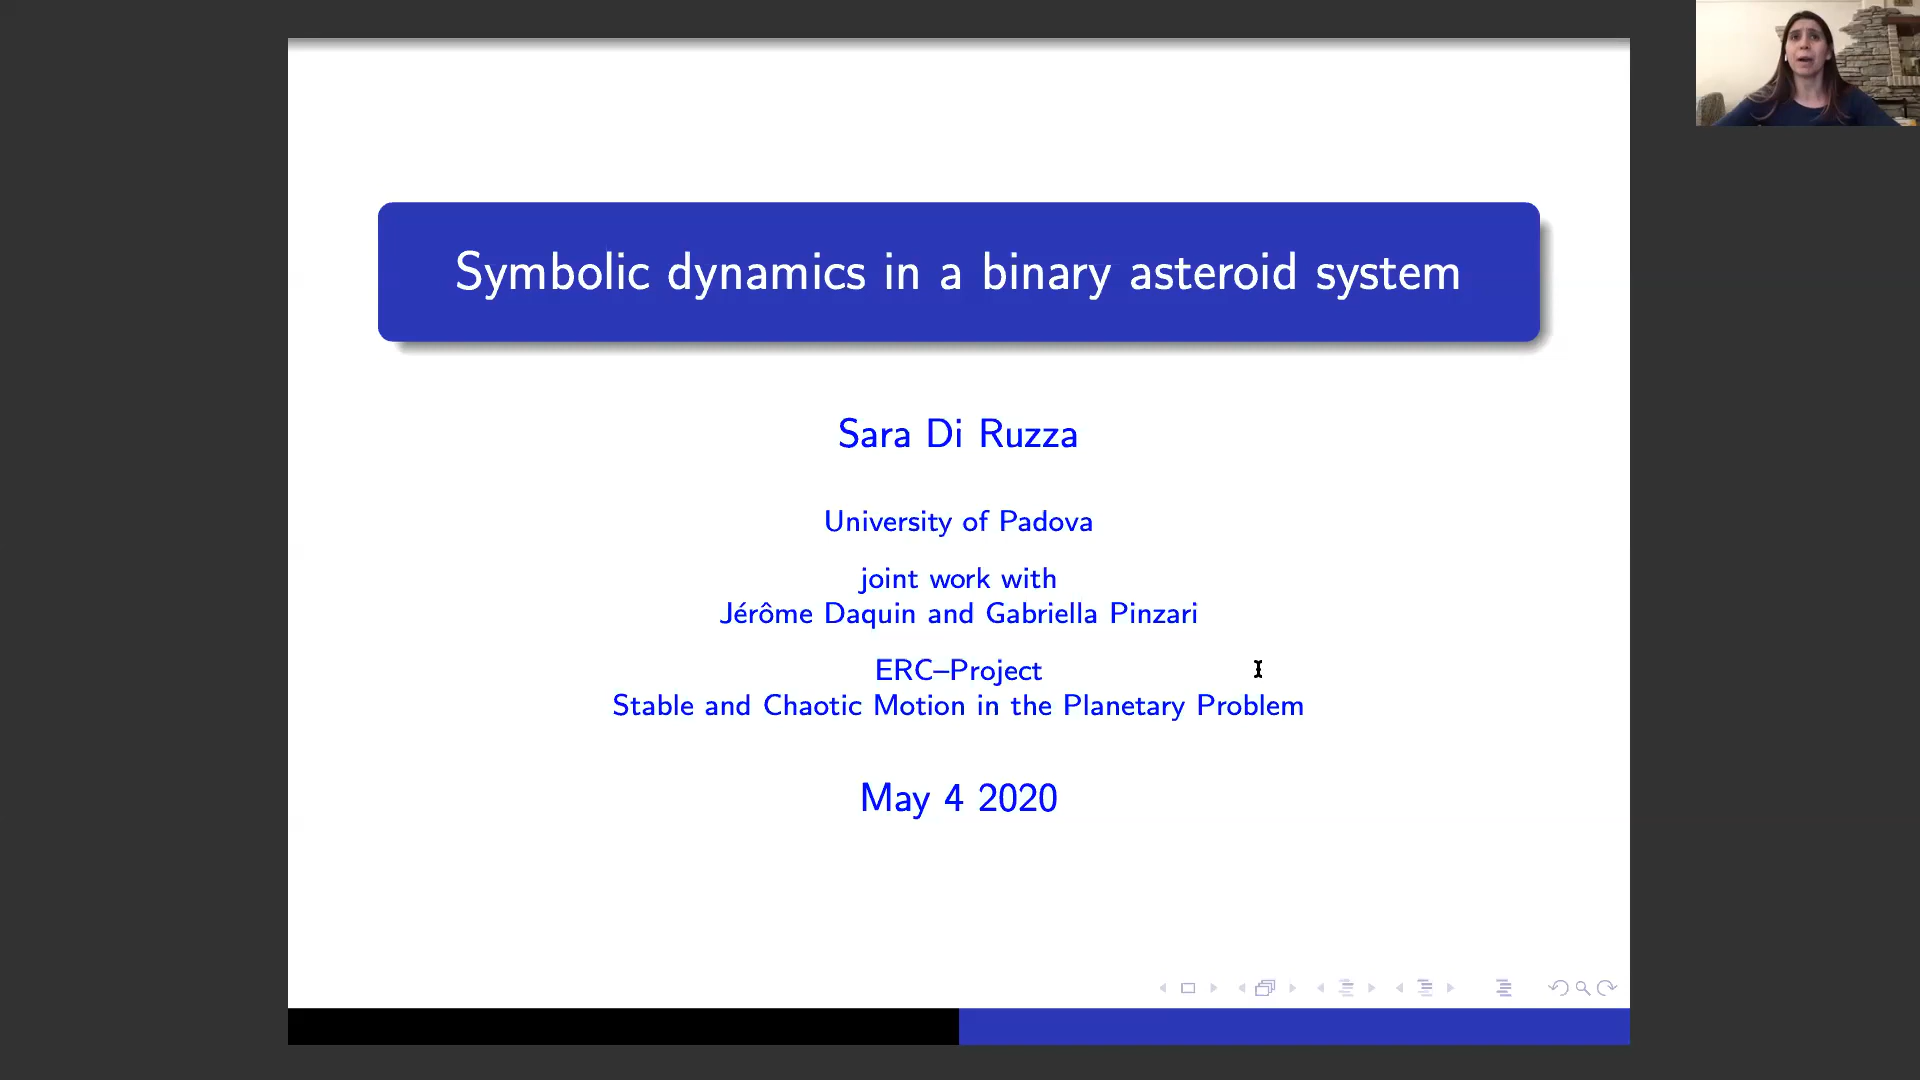 Symbolic dynamics in a binary asteroid system
Sara Di Ruzza
University of Padova
joint work with
Jérôme Daquin and Gabriella Pinzari
ERC–Project
Stable and Chaotic Motion in the Planetary Problem
May 4 2020